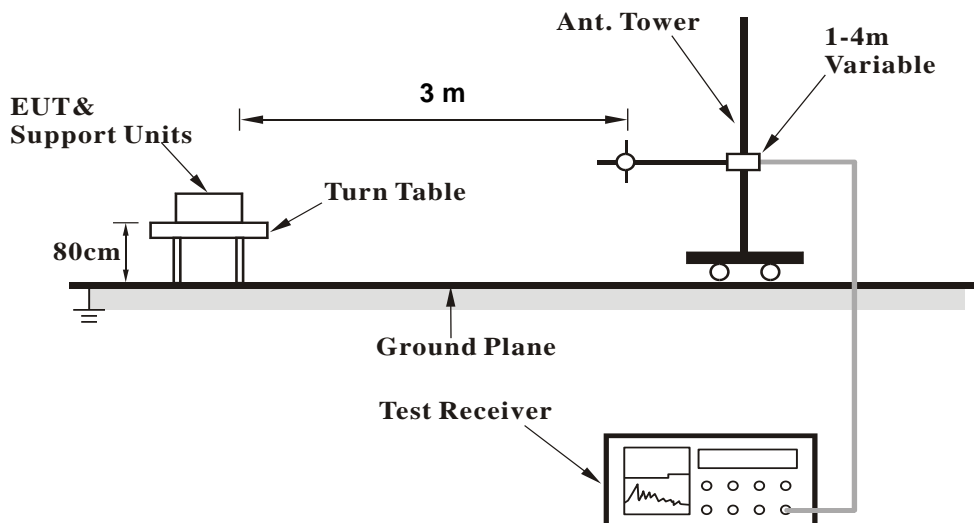 Ant. Tower
1-4m
Variable
3 m
EUT&
Support Units
Turn Table
80cm
Ground Plane
Test Receiver